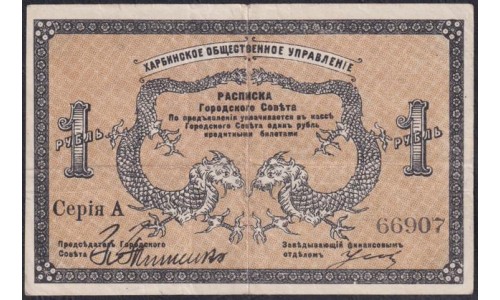 ХАРБИНСКОЕ ОБЩЕСТВЕННОЕ УПРАВЛЕНІЕ
РАСПИСКА
Городского Совѣта
По предъявленіи уплачивается въ кассѣ
Городского Совѣта одинъ рубль
кредитными билетами
1 РУБЛЬ
1 РУБЛЬ
Серія А
66907
Предсѣдатель Городского
Совѣта
Завѣдывающій финансовымъ
отдѣломъ